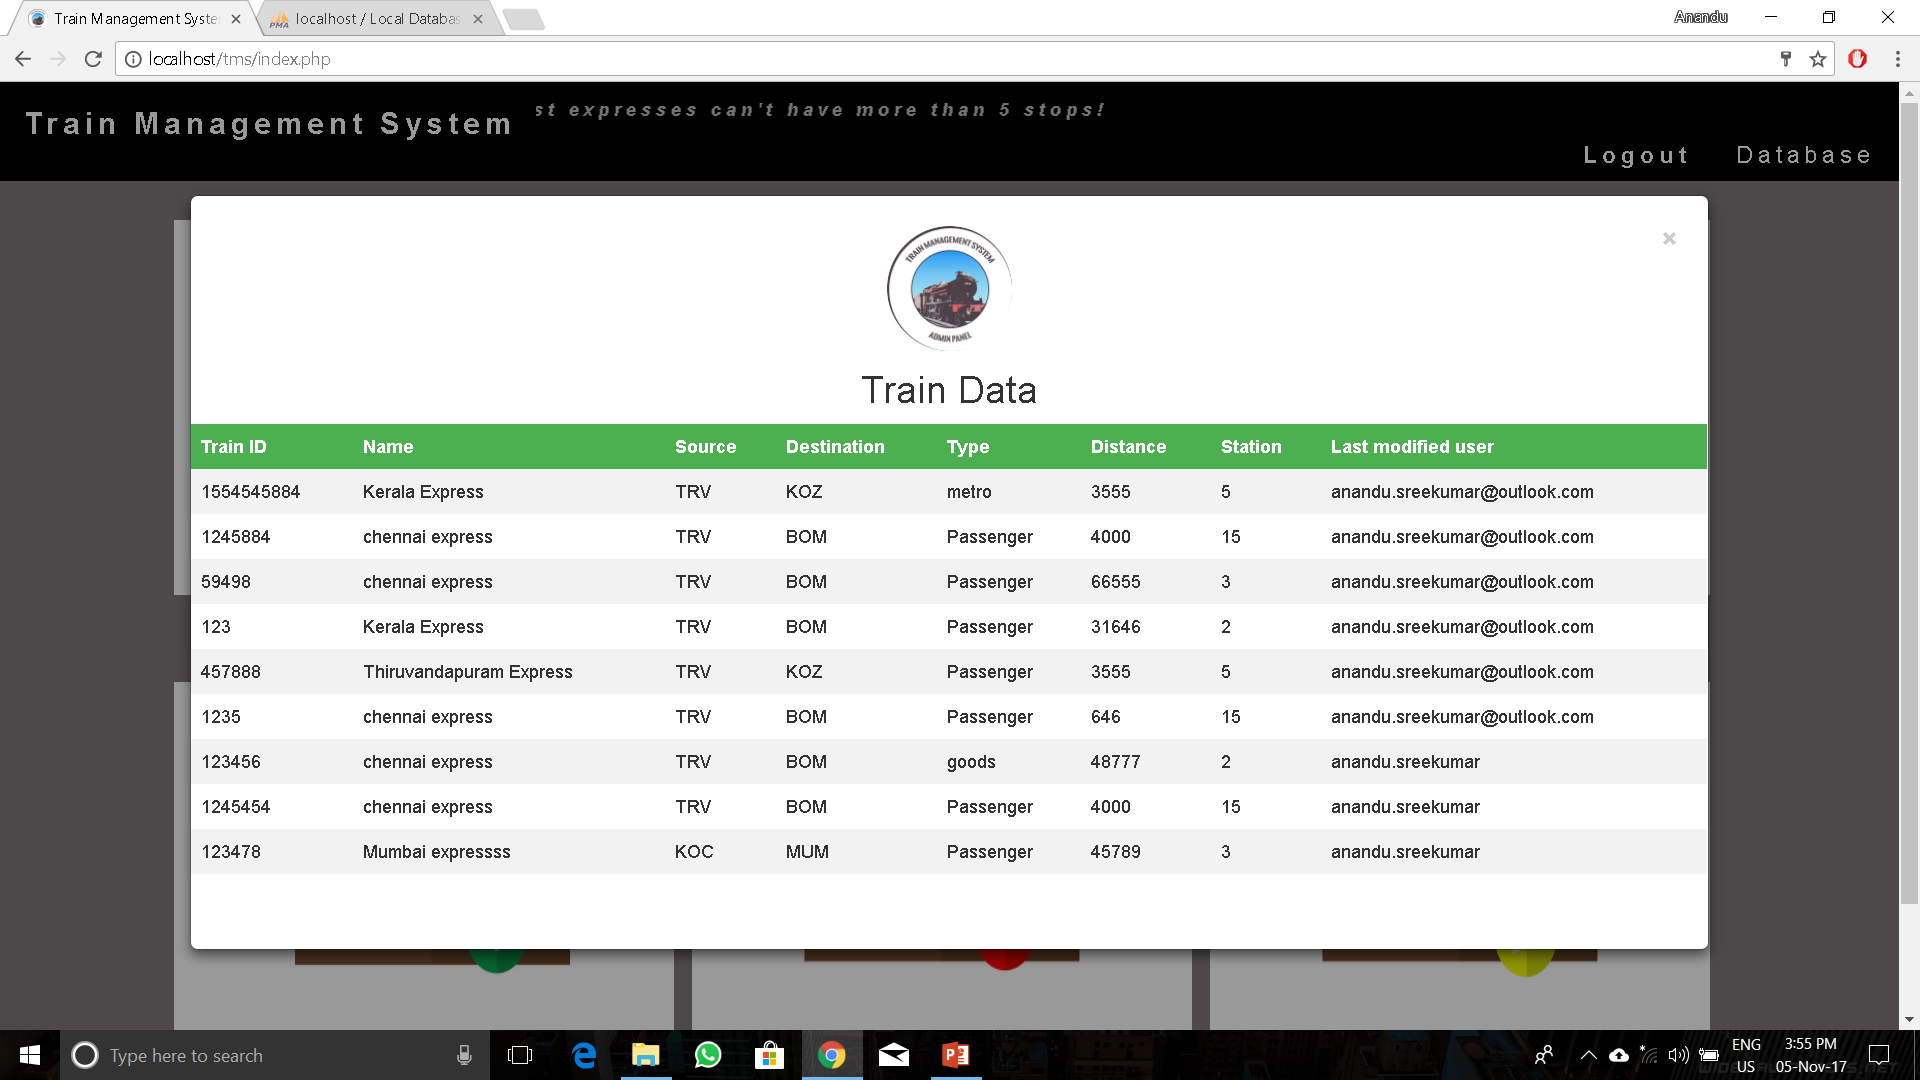 Train Management Syste
localhost / Local Databas
Anandu
localhost/tms/index.php
Train Management System
st expresses can't have more than 5 stops!
Logout Database
TRAIN MANAGEMENT SYSTEM
ADMIN PANEL
×
Train Data
Train ID Name Source Destination Type Distance Station Last modified user
1554545884 Kerala Express TRV KOZ metro 3555 5 anandu.sreekumar@outlook.com
1245884 chennai express TRV BOM Passenger 4000 15 anandu.sreekumar@outlook.com
59498 chennai express TRV BOM Passenger 66555 3 anandu.sreekumar@outlook.com
123 Kerala Express TRV BOM Passenger 31646 2 anandu.sreekumar@outlook.com
457888 Thiruvandapuram Express TRV KOZ Passenger 3555 5 anandu.sreekumar@outlook.com
1235 chennai express TRV BOM Passenger 646 15 anandu.sreekumar@outlook.com
123456 chennai express TRV BOM goods 48777 2 anandu.sreekumar
1245454 chennai express TRV BOM Passenger 4000 15 anandu.sreekumar
123478 Mumbai expressss KOC MUM Passenger 45789 3 anandu.sreekumar
Type here to search
ENG
US
3:55 PM
05-Nov-17